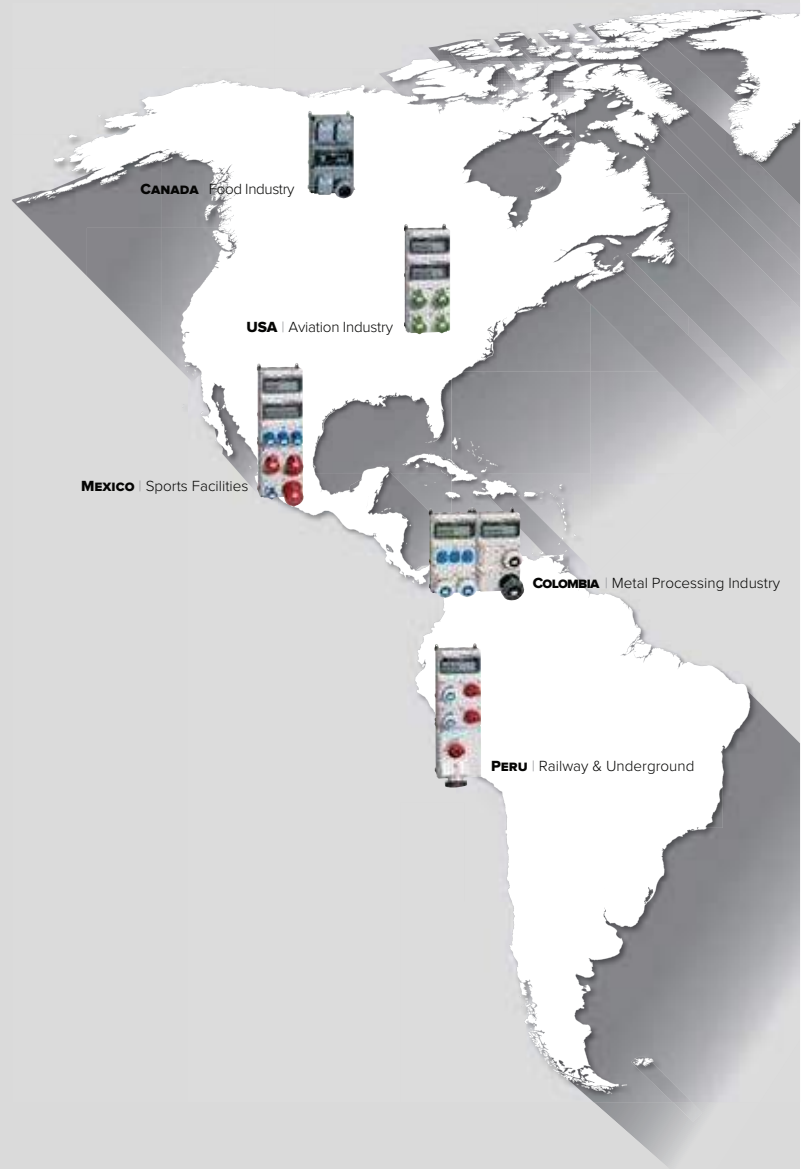 CANADA Food Industry
USA | Aviation Industry
MEXICO | Sports Facilities
COLOMBIA | Metal Processing Industry
PERU | Railway & Underground